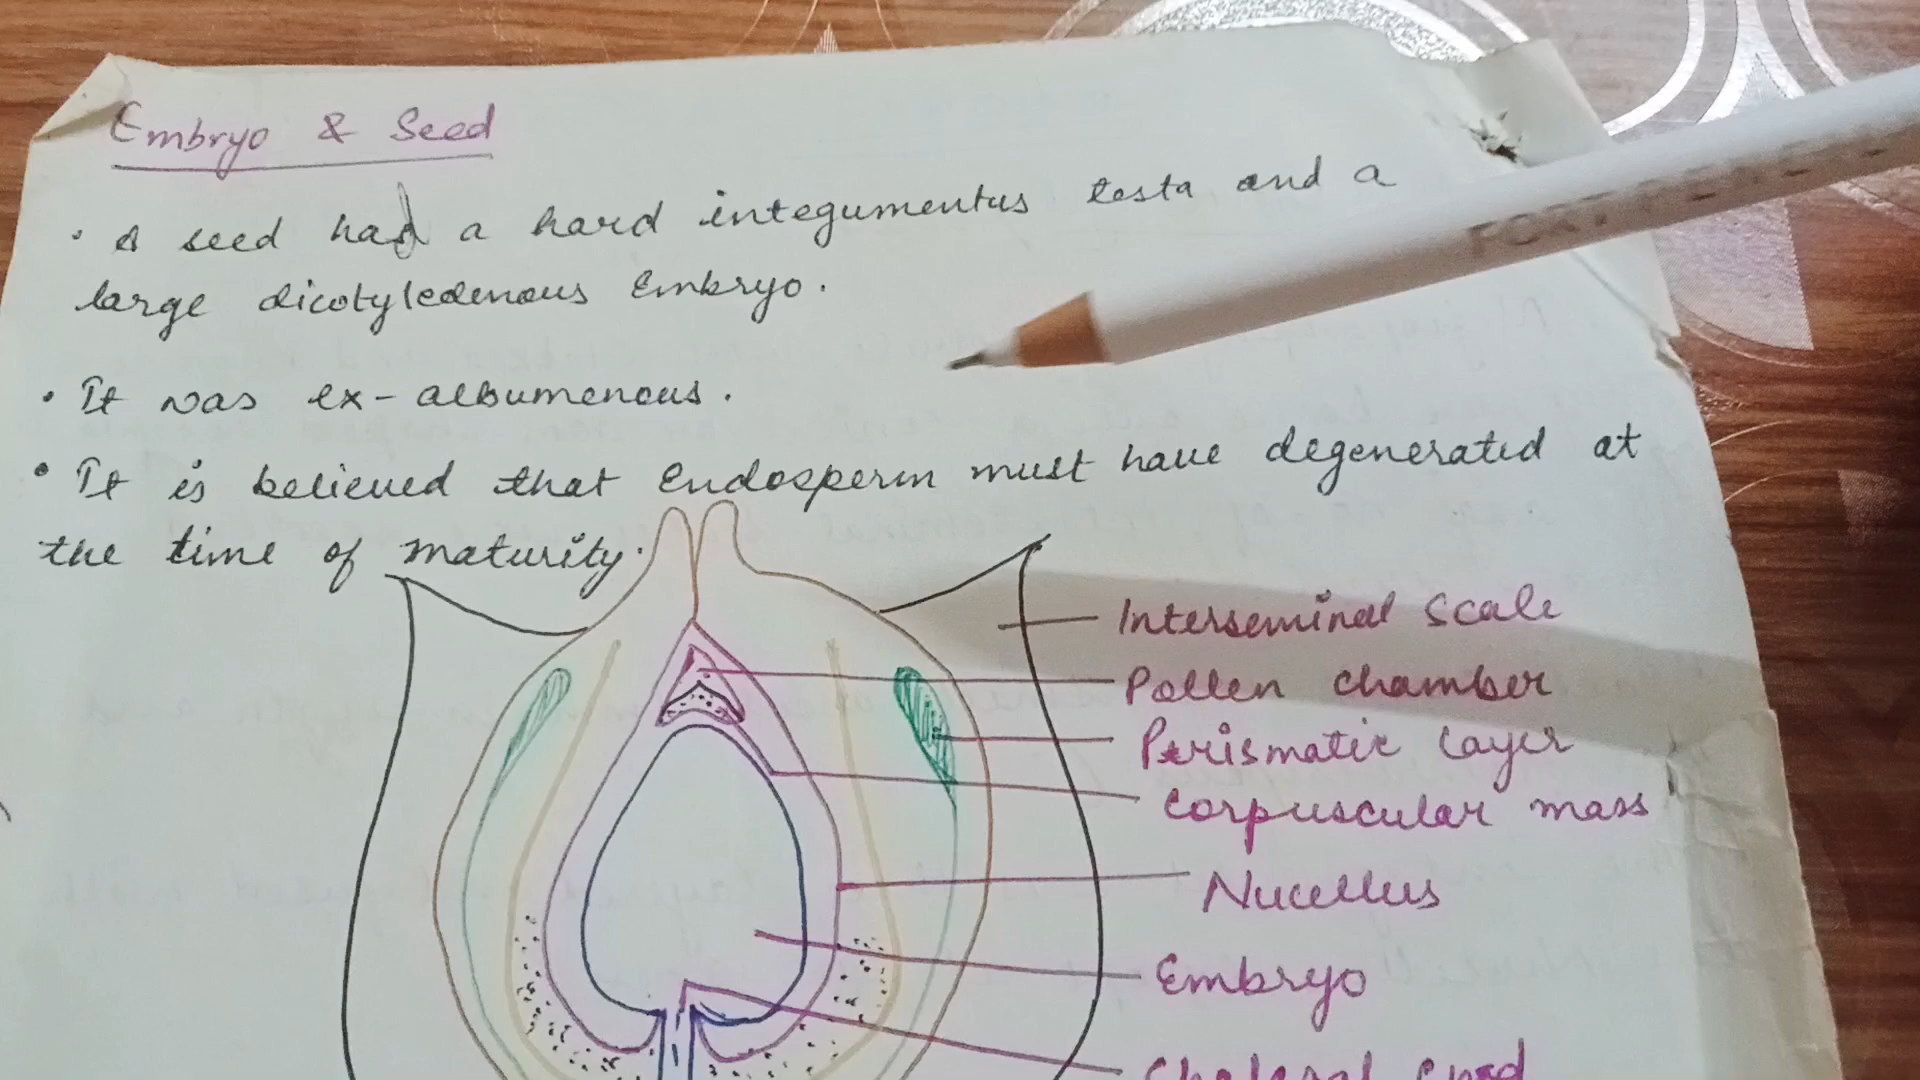 Embryo & Seed
· A seed had a hard integumentus testa and a
large dicotyledenous Embryo.
· It was ex-albumenous.
· It is believed that Endosperm must have degenerated at
the time of maturity.
Interseminal Scale
Pollen chamber
Perismatic Layer
Corpuscular mass
Nucellus
Embryo
Chalazal end